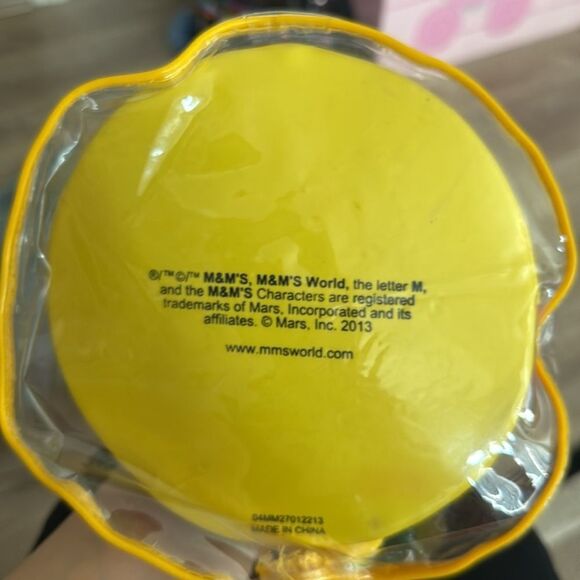 ®/™©/™ M&M'S, M&M'S World, the letter M,
and the M&M'S Characters are registered
trademarks of Mars, Incorporated and its
affiliates. © Mars, Inc. 2013
www.mmsworld.com
04MM27012213
MADE IN CHINA